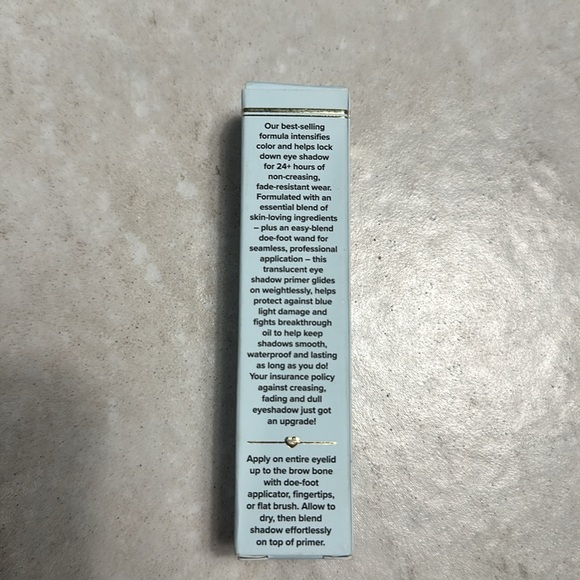 Our best-selling
formula intensifies
color and helps lock
down eye shadow
for 24+ hours of
non-creasing,
fade-resistant wear.
Formulated with an
essential blend of
skin-loving ingredients
– plus an easy-blend
doe-foot wand for
seamless, professional
application – this
translucent eye
shadow primer glides
on weightlessly, helps
protect against blue
light damage and
fights breakthrough
oil to help keep
shadows smooth,
waterproof and lasting
as long as you do!
Your insurance policy
against creasing,
fading and dull
eyeshadow just got
an upgrade!
Apply on entire eyelid
up to the brow bone
with doe-foot
applicator, fingertips,
or flat brush. Allow to
dry, then blend
shadow effortlessly
on top of primer.